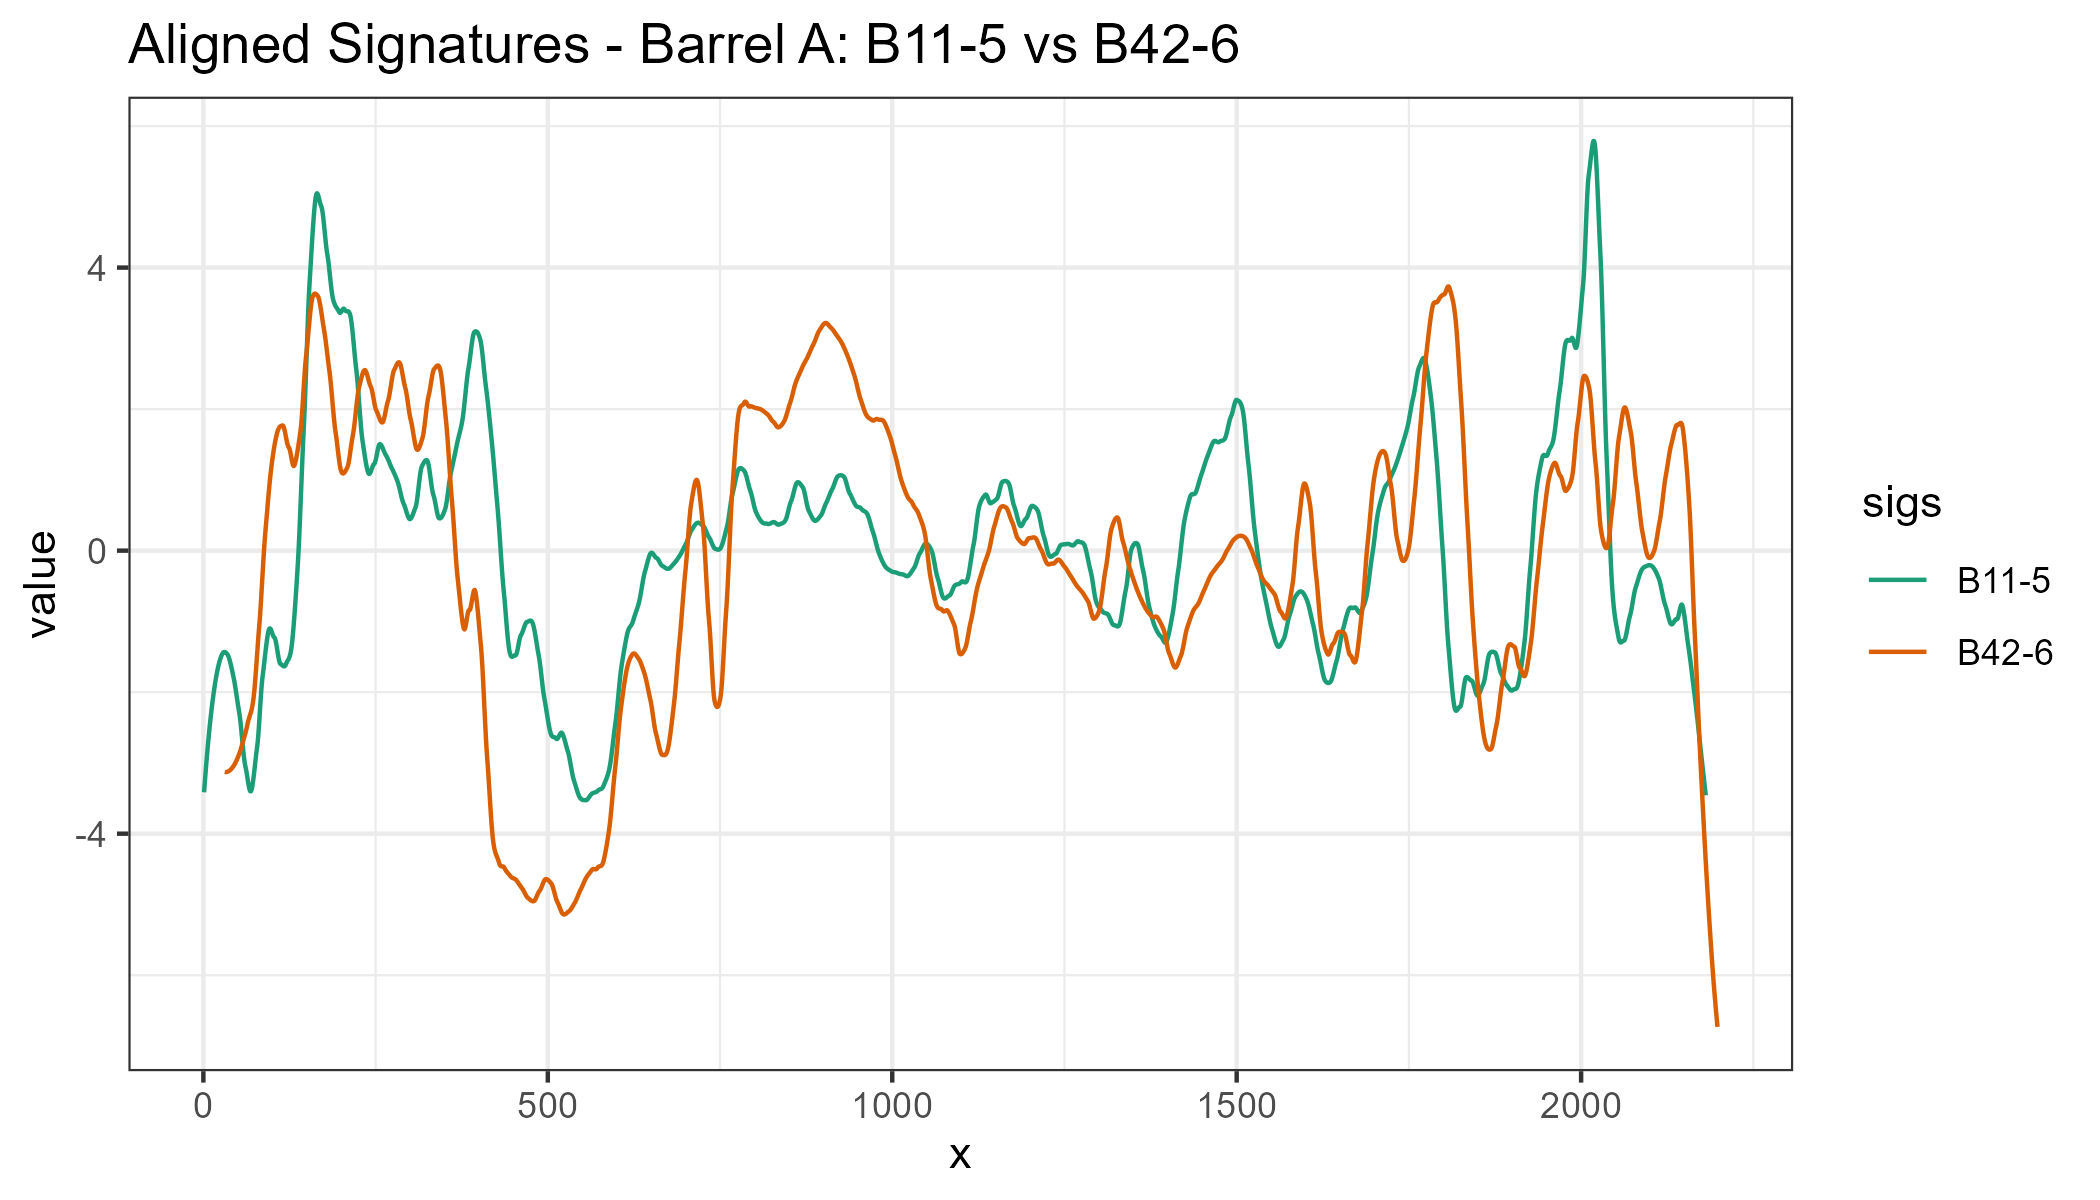 Aligned Signatures - Barrel A: B11-5 vs B42-6
value
4
0
-4
0
500
1000
1500
2000
x
sigs
B11-5
B42-6